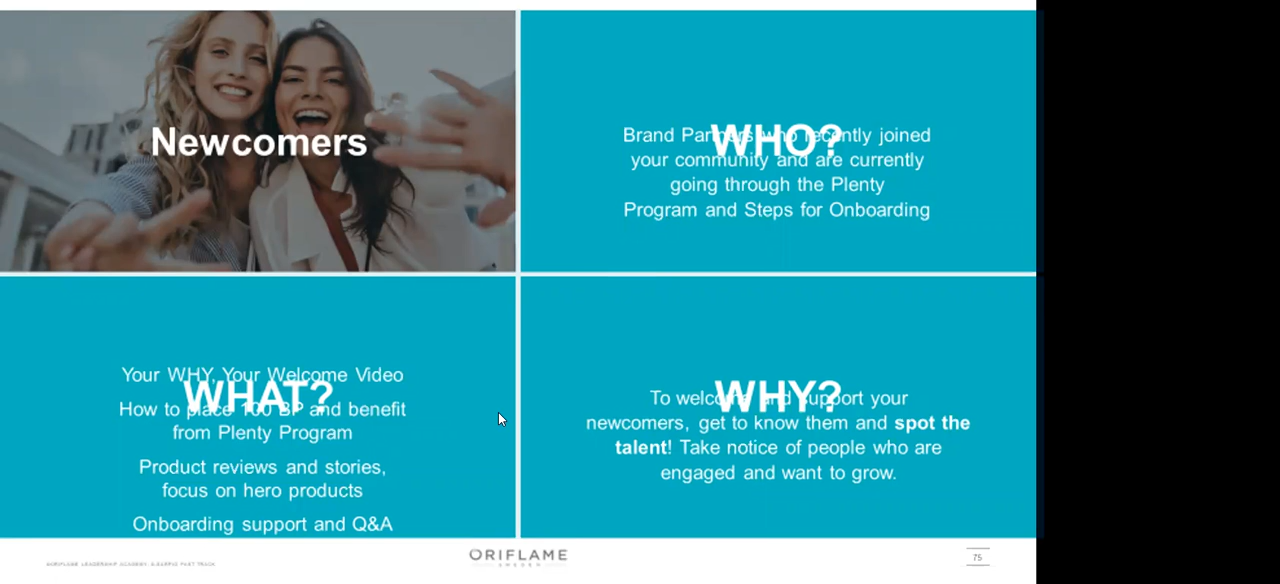 Newcomers
WHO?
Brand Partners who recently joined
your community and are currently
going through the Plenty
Program and Steps for Onboarding
WHAT?
Your WHY, Your Welcome Video
How to place 100 BP and benefit
from Plenty Program
Product reviews and stories,
focus on hero products
Onboarding support and Q&A
WHY?
To welcome and support your
newcomers, get to know them and spot the
talent! Take notice of people who are
engaged and want to grow.
ORIFLAME
SWEDEN
75